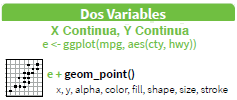 Dos Variables
X Continua, Y Continua
e <- ggplot(mpg, aes(cty, hwy))
e + geom_point()
x, y, alpha, color, fill, shape, size, stroke